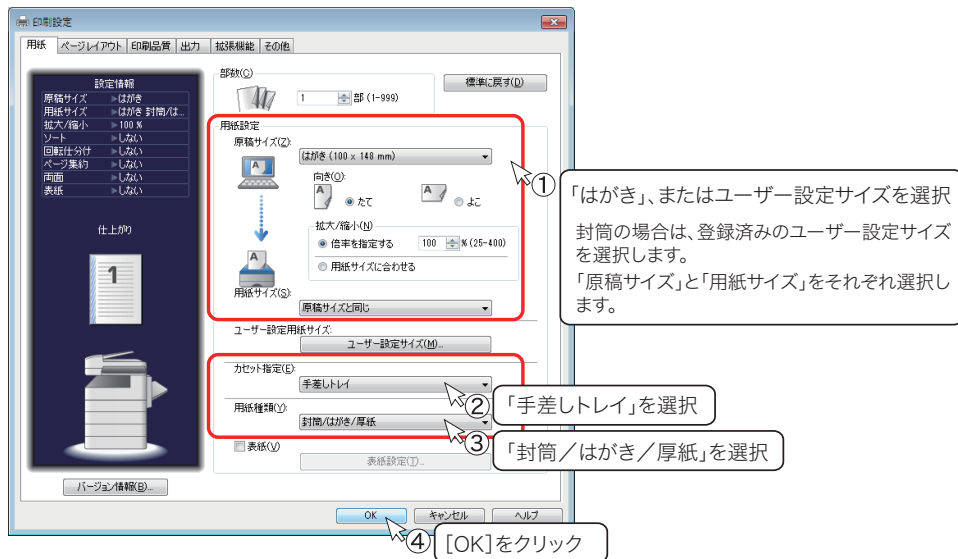 印刷設定
用紙 ページレイアウト 印刷品質 出力 拡張機能 その他
設定情報
原稿サイズ ▶はがき
用紙サイズ ▶はがき 封筒/は...
拡大/縮小 ▶100 %
ソート ▶しない
回転仕分け ▶しない
ページ集約 ▶しない
両面 ▶しない
表紙 ▶しない
仕上がり
1
バージョン情報(B)...
部数(C)
1 部 (1-999)
標準に戻す(D)
用紙設定
原稿サイズ(Z):
はがき (100 x 148 mm)
向き(O):
A たて A よこ
拡大/縮小(N)
倍率を指定する 100 % (25-400)
用紙サイズに合わせる
A
A
用紙サイズ(S):
原稿サイズと同じ
ユーザー設定用紙サイズ:
ユーザー設定サイズ(M)...
カセット指定(E):
手差しトレイ
用紙種類(Y):
封筒/はがき/厚紙
表紙(V)
表紙設定(T)...
OK キャンセル ヘルプ
①
「はがき」、またはユーザー設定サイズを選択
封筒の場合は、登録済みのユーザー設定サイズ
を選択します。
「原稿サイズ」と「用紙サイズ」をそれぞれ選択し
ます。
② 「手差しトレイ」を選択
③ 「封筒／はがき／厚紙」を選択
④ [OK]をクリック